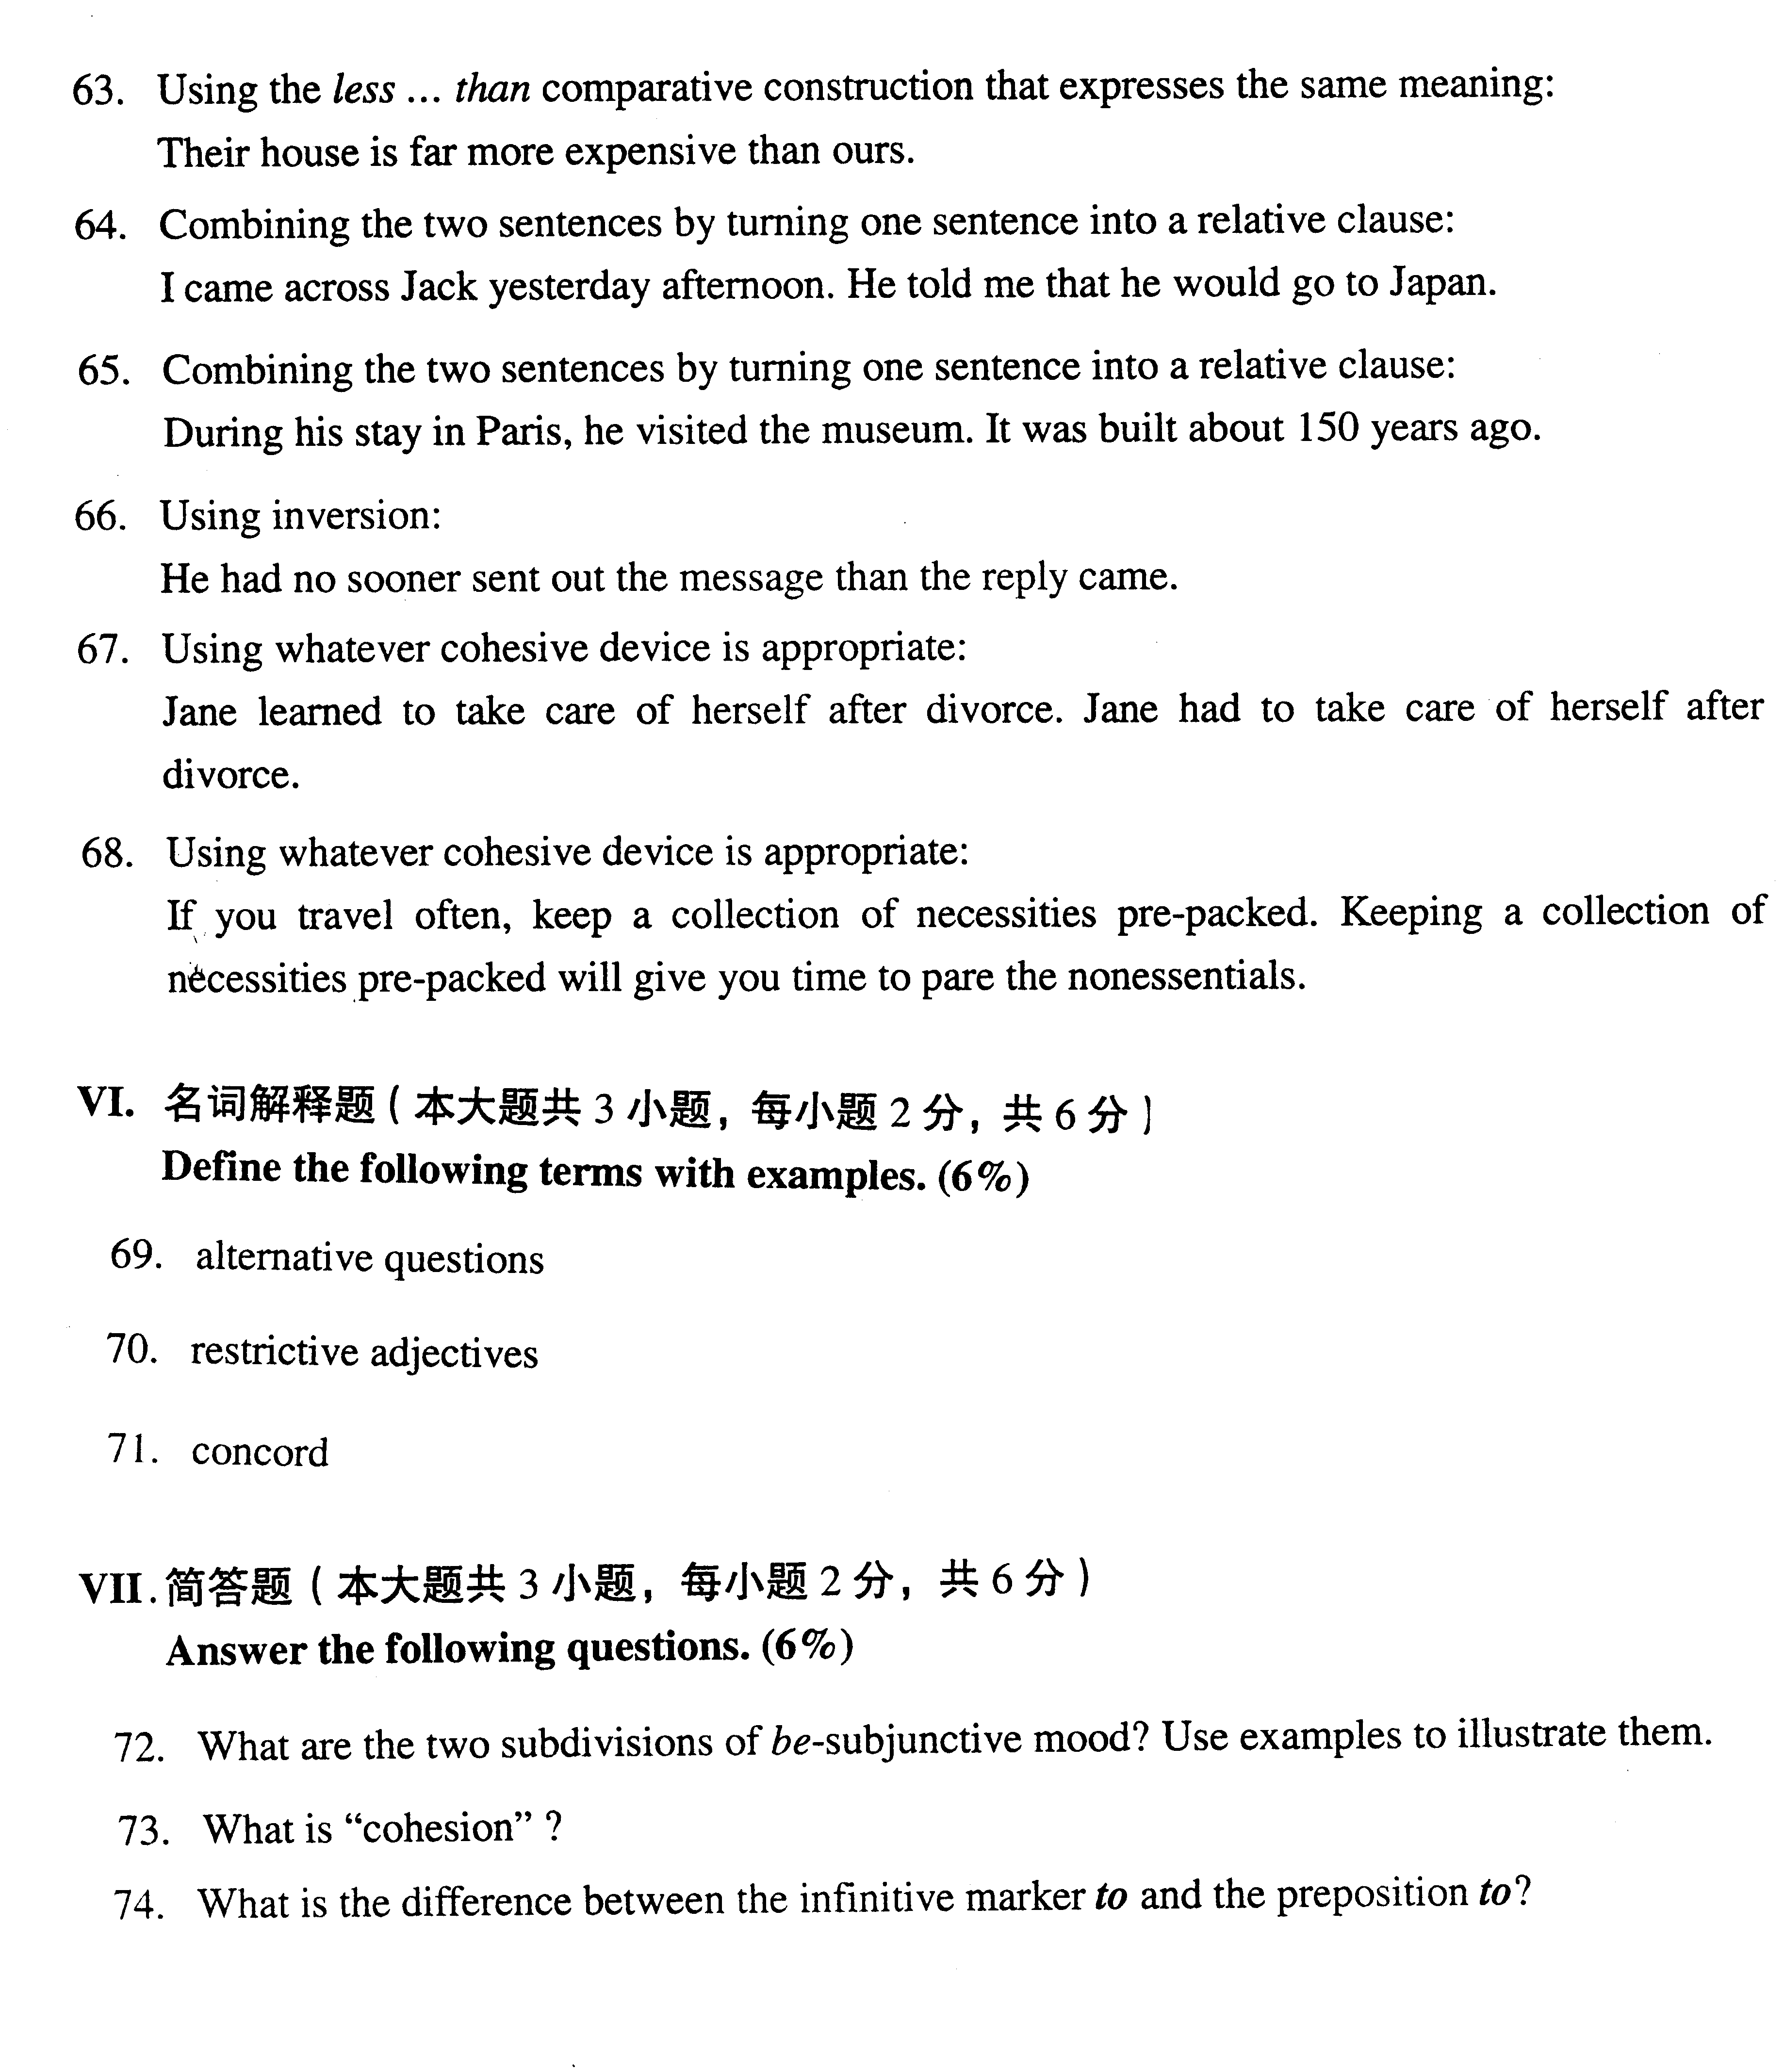 63. Using the less ... than comparative construction that expresses the same meaning:
Their house is far more expensive than ours.
64. Combining the two sentences by turning one sentence into a relative clause:
I came across Jack yesterday afternoon. He told me that he would go to Japan.
65. Combining the two sentences by turning one sentence into a relative clause:
During his stay in Paris, he visited the museum. It was built about 150 years ago.
66. Using inversion:
He had no sooner sent out the message than the reply came.
67. Using whatever cohesive device is appropriate:
Jane learned to take care of herself after divorce. Jane had to take care of herself after
divorce.
68. Using whatever cohesive device is appropriate:
If you travel often, keep a collection of necessities pre-packed. Keeping a collection of
necessities pre-packed will give you time to pare the nonessentials.
VI. 名词解释题(本大题共3小题，每小题2分，共6分)
Define the following terms with examples. (6%)
69. alternative questions
70. restrictive adjectives
71. concord
VII.简答题(本大题共3小题，每小题2分，共6分)
Answer the following questions. (6%)
72. What are the two subdivisions of be-subjunctive mood? Use examples to illustrate them.
73. What is “cohesion” ?
74. What is the difference between the infinitive marker to and the preposition to?